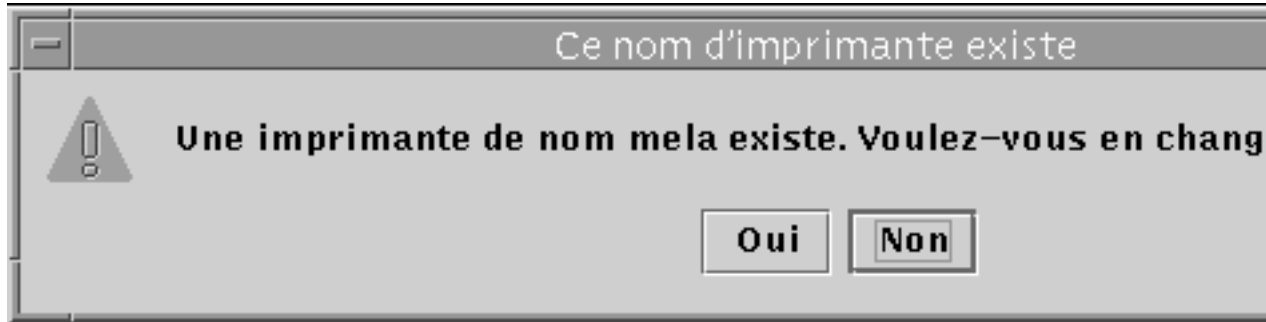 Ce nom d'imprimante existe
Une imprimante de nom mela existe. Voulez-vous en chang
Oui Non